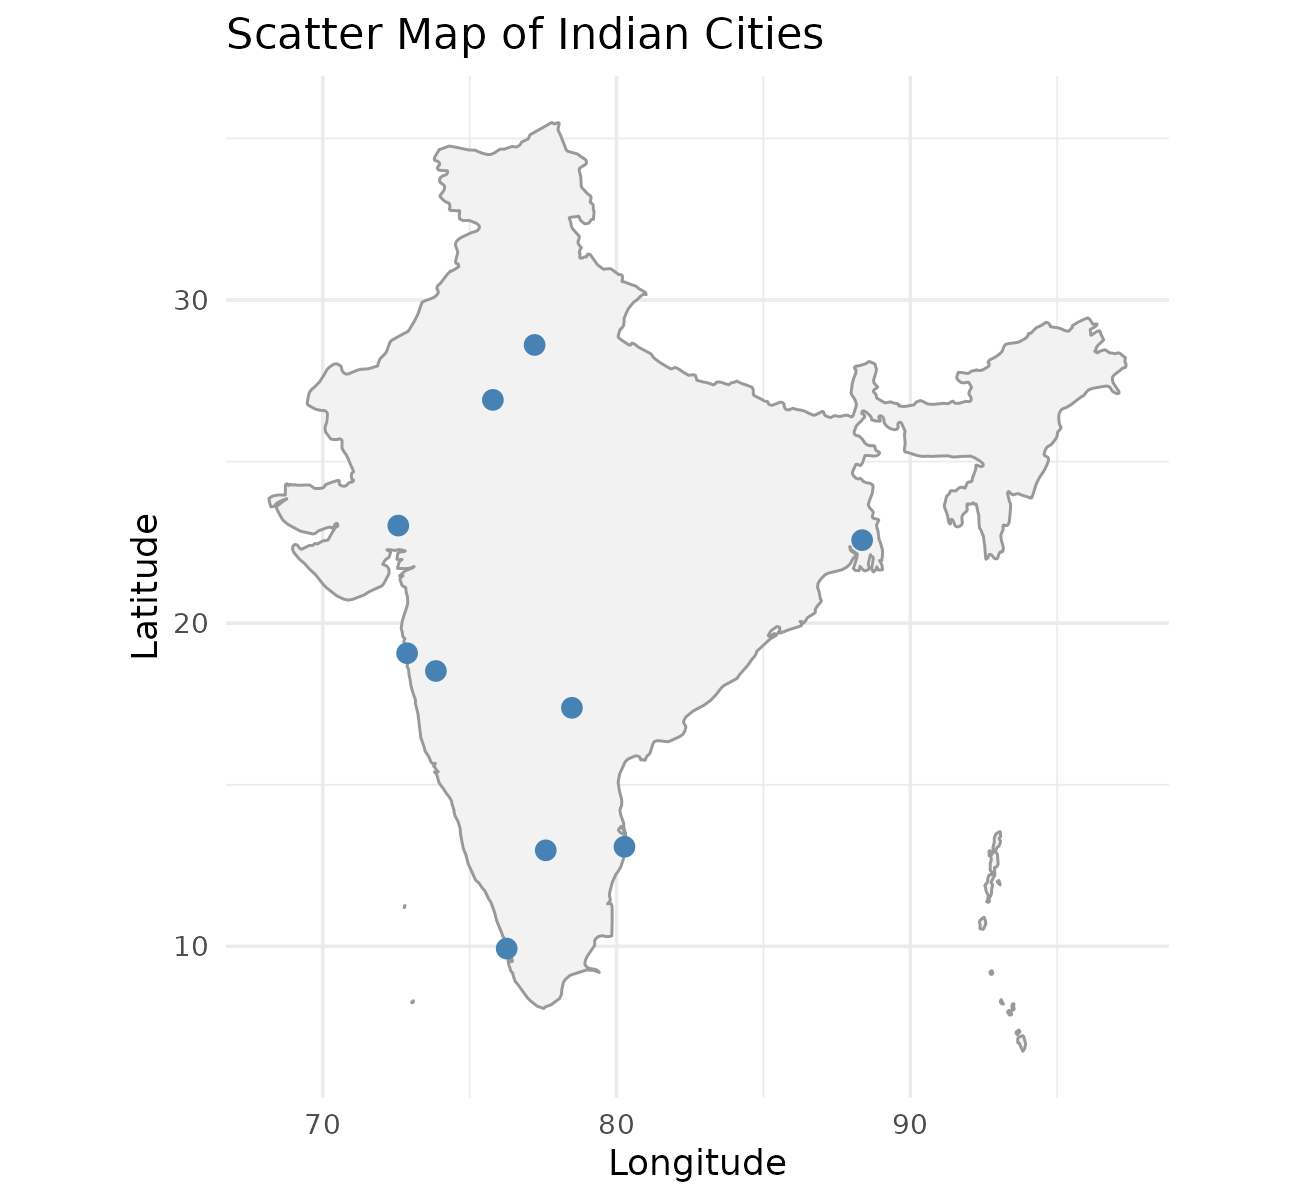 Scatter Map of Indian Cities
30
20
10
Latitude
70 80 90
Longitude